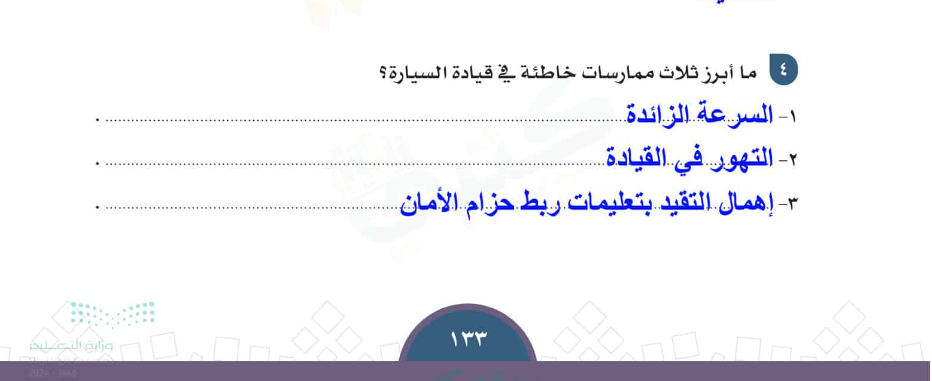 ٤ ما أبرز ثلاث ممارسات خاطئة في قيادة السيارة؟
١- السرعة الزائدة .
٢- التهور في القيادة .
٣- إهمال التقيد بتعليمات ربط حزام الأمان .
وزارة التعليم
١٣٣
2024 - 1446